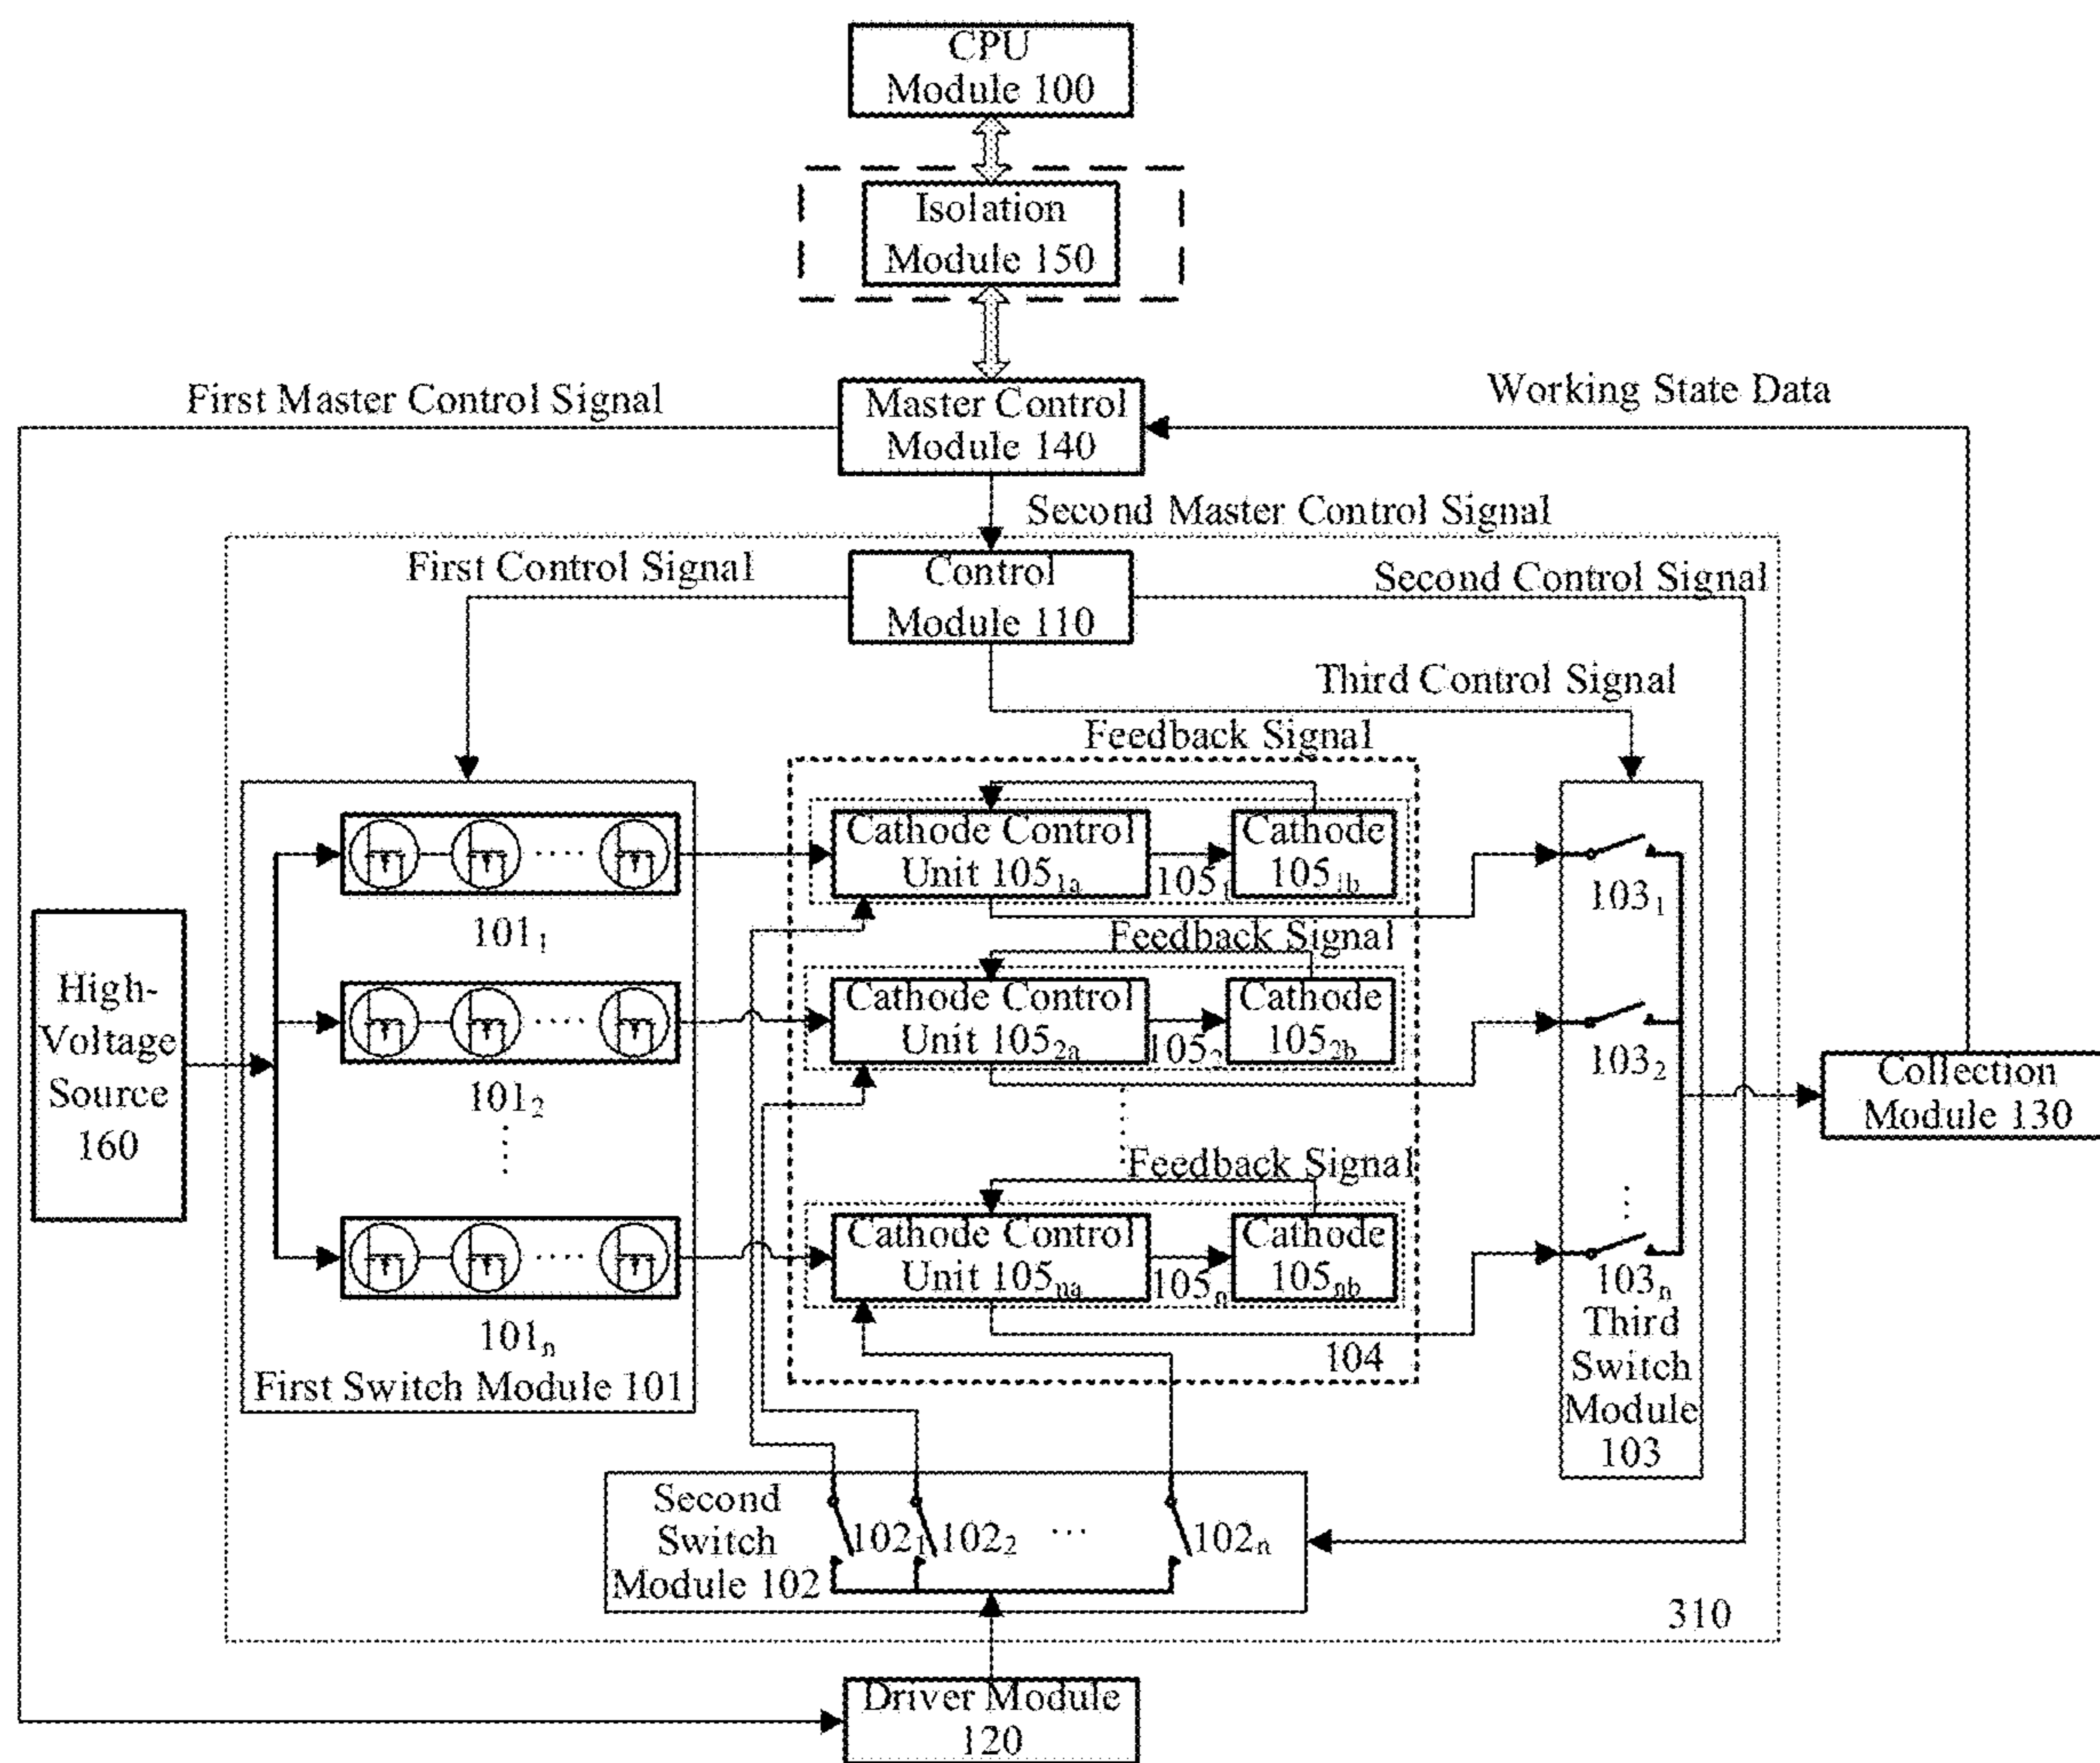 CPU
Module 100
Isolation
Module 150
First Master Control Signal
Master Control
Module 140
Working State Data
Second Master Control Signal
First Control Signal
Control
Module 110
Second Control Signal
Third Control Signal
Feedback Signal
Cathode Control
Unit 105₁ₐ
105₁
Cathode
105₁b
101₁
103₁
Feedback Signal
High-
Voltage
Source
160
Cathode Control
Unit 105₂ₐ
105₂
Cathode
105₂b
101₂
103₂
Collection
Module 130
Feedback Signal
Cathode Control
Unit 105ₙₐ
105ₙ
Cathode
105ₙb
101ₙ
First Switch Module 101
104
103ₙ
Third
Switch
Module
103
Second
Switch
Module 102
102₁
102₂
...
102ₙ
310
Driver Module
120